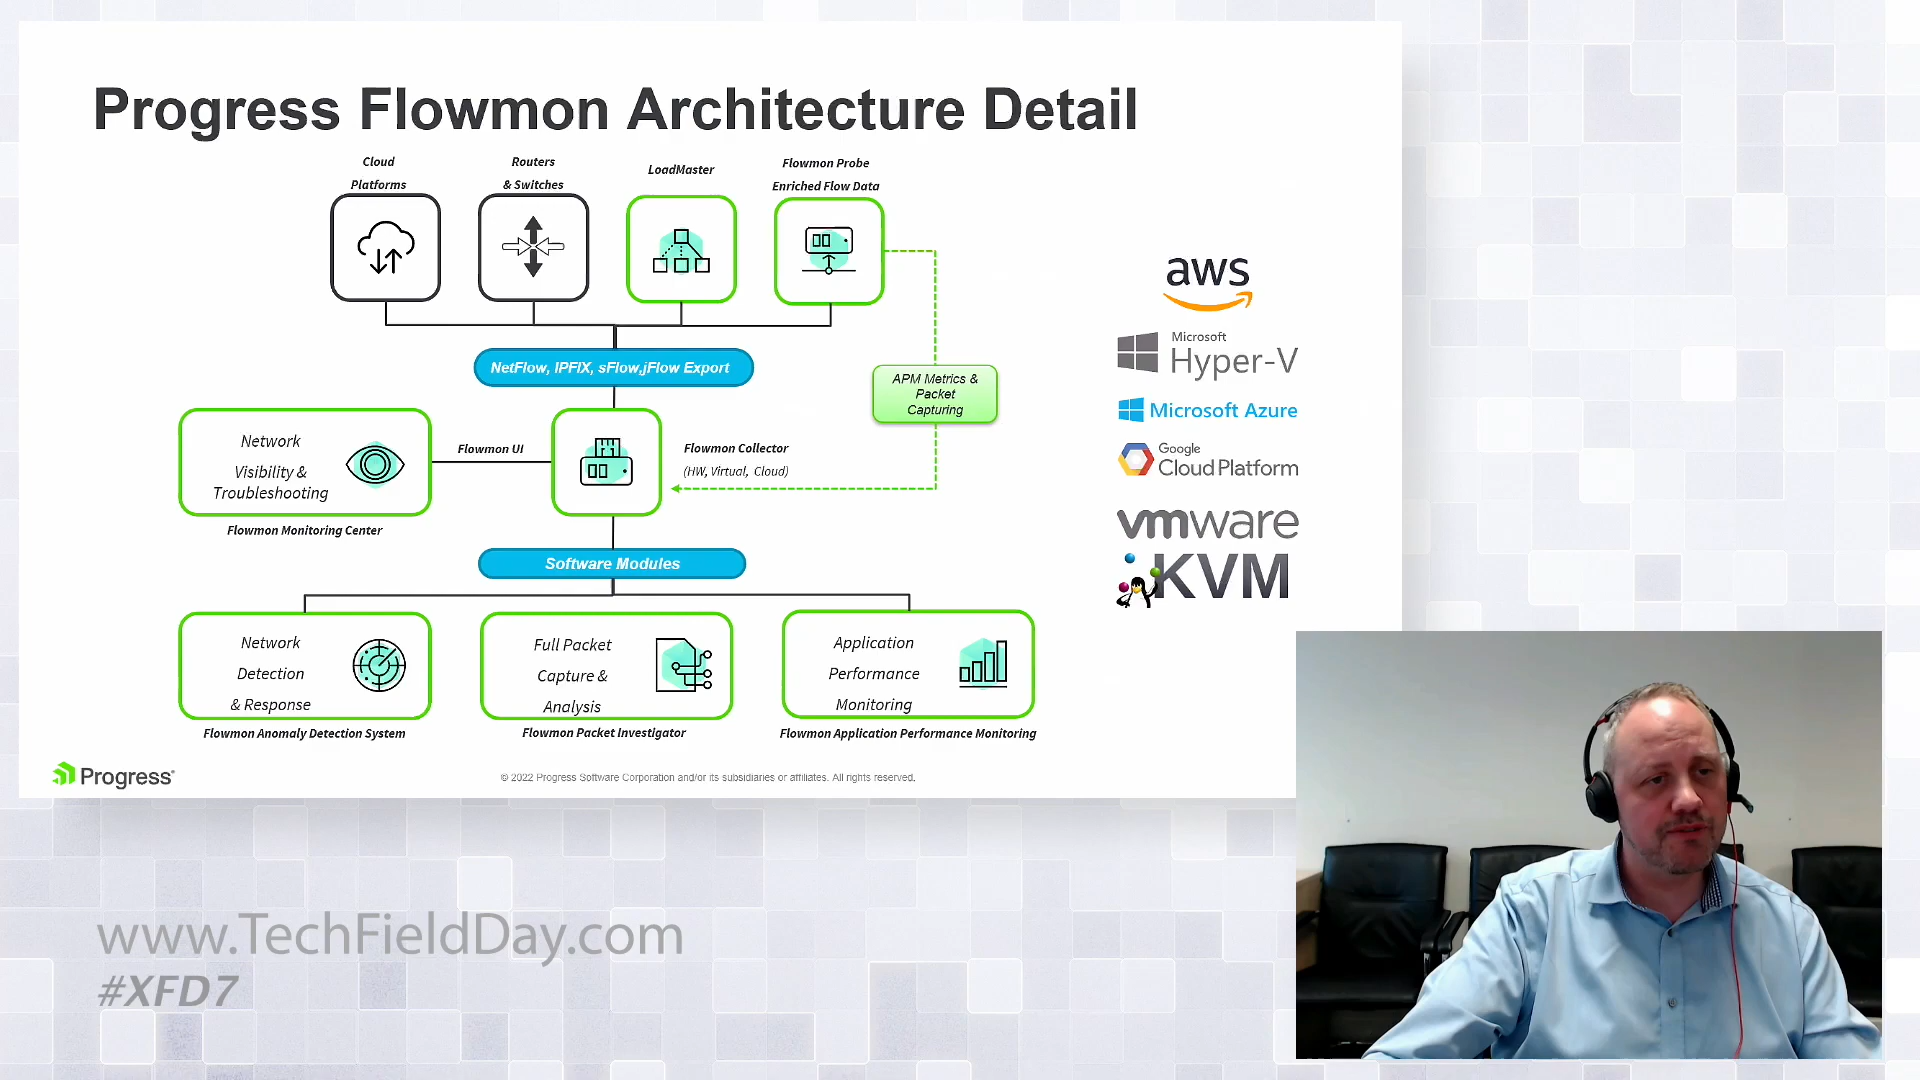 Progress Flowmon Architecture Detail
Cloud
Platforms
Routers
& Switches
LoadMaster
Flowmon Probe
Enriched Flow Data
NetFlow, IPFIX, sFlow,jFlow Export
APM Metrics &
Packet
Capturing
Network
Visibility &
Troubleshooting
Flowmon UI
Flowmon Collector
(HW, Virtual, Cloud)
Flowmon Monitoring Center
Software Modules
Network
Detection
& Response
Full Packet
Capture &
Analysis
Application
Performance
Monitoring
Flowmon Anomaly Detection System
Flowmon Packet Investigator
Flowmon Application Performance Monitoring
aws
Microsoft
Hyper-V
Microsoft Azure
Google
Cloud Platform
vmware
KVM
Progress®
© 2022 Progress Software Corporation and/or its subsidiaries or affiliates. All rights reserved.
www.TechFieldDay.com
#XFD7